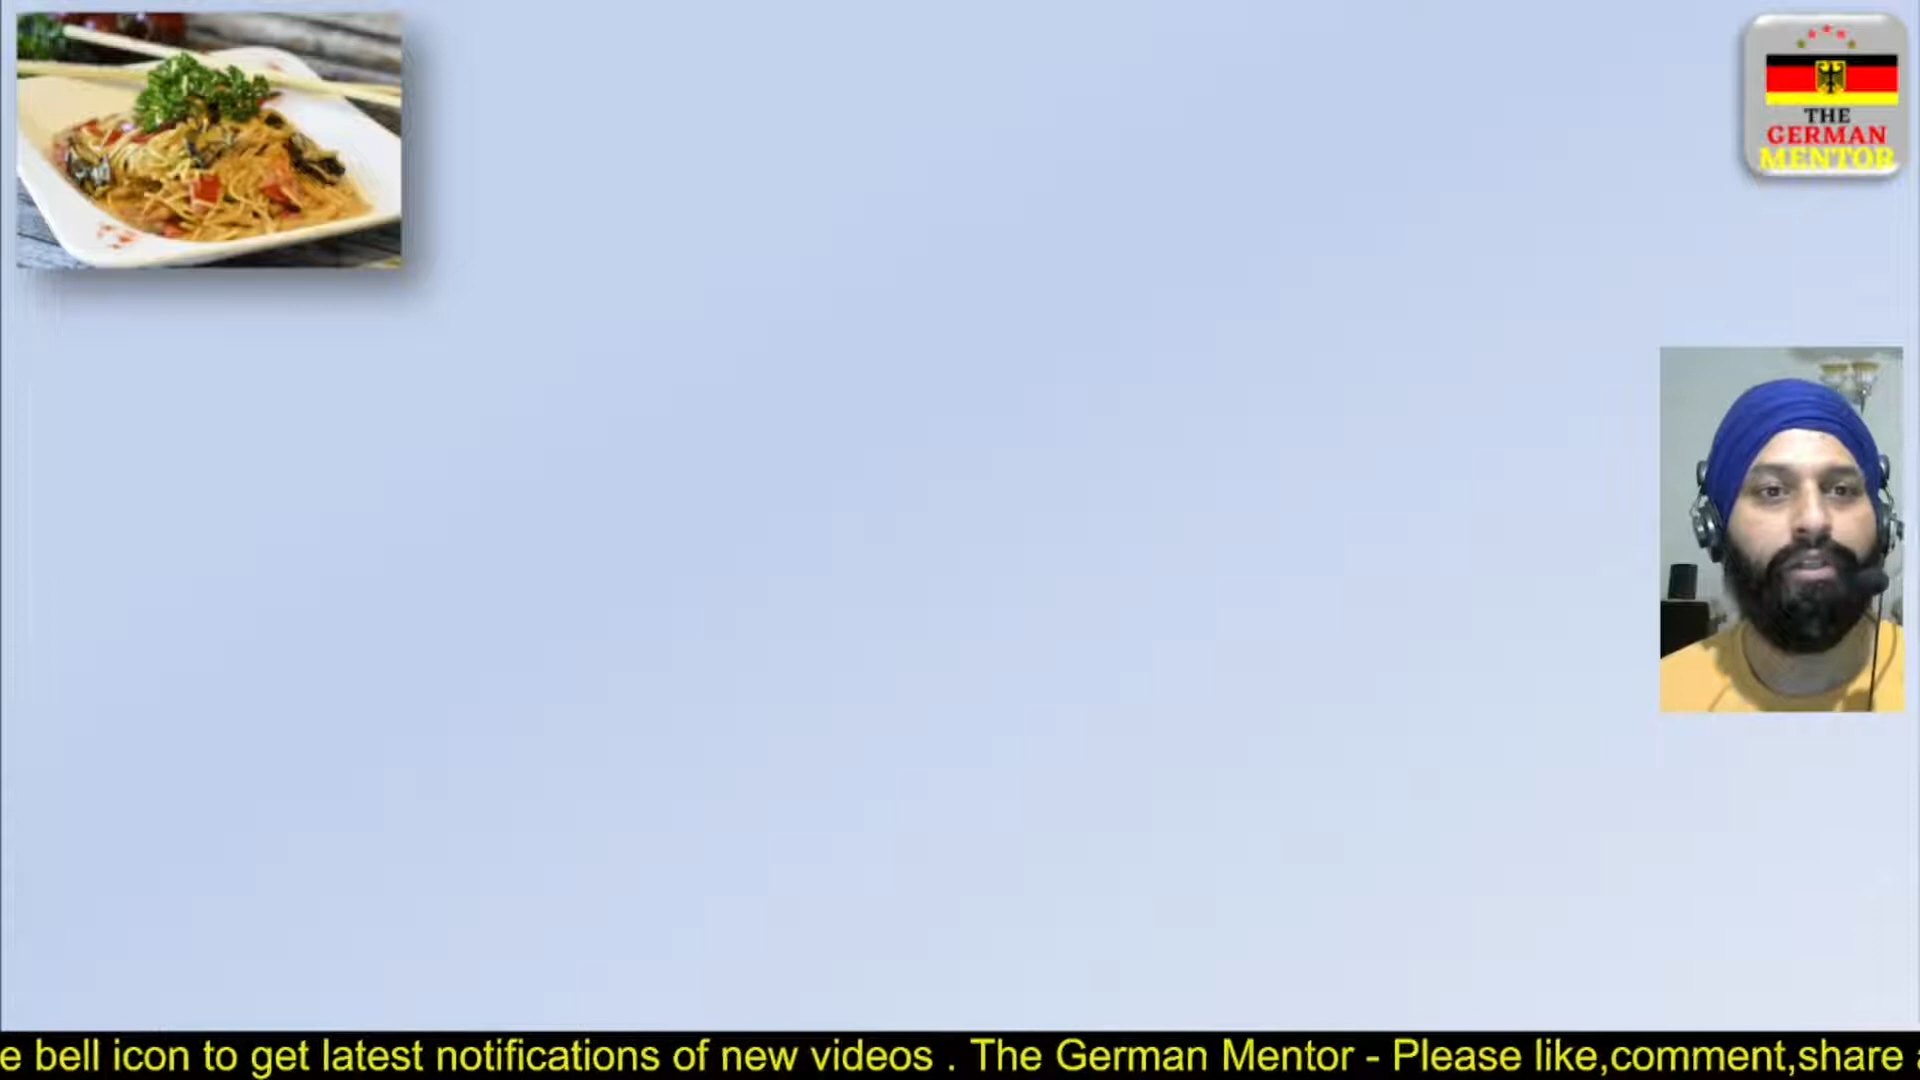 THE
GERMAN
MENTOR
e bell icon to get latest notifications of new videos . The German Mentor - Please like,comment,share